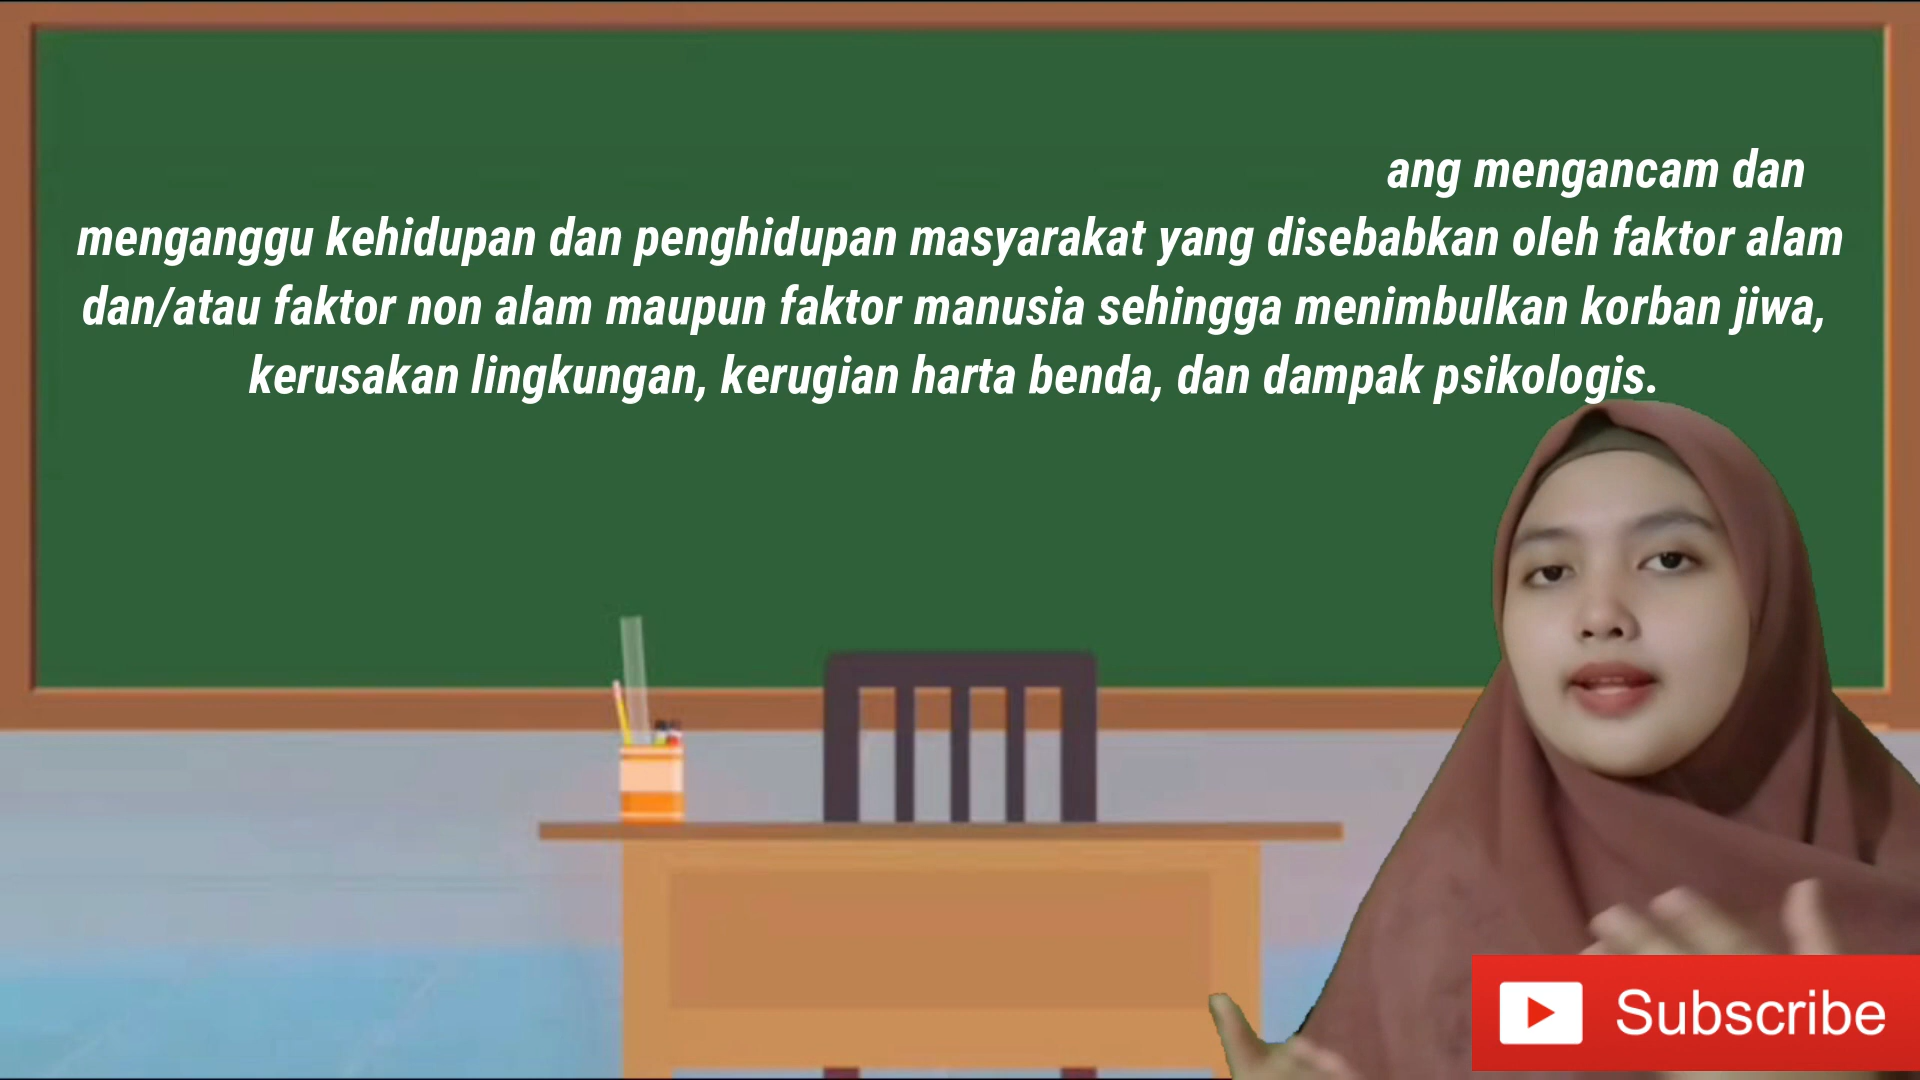 ang mengancam dan
menganggu kehidupan dan penghidupan masyarakat yang disebabkan oleh faktor alam
dan/atau faktor non alam maupun faktor manusia sehingga menimbulkan korban jiwa,
kerusakan lingkungan, kerugian harta benda, dan dampak psikologis.
Subscribe